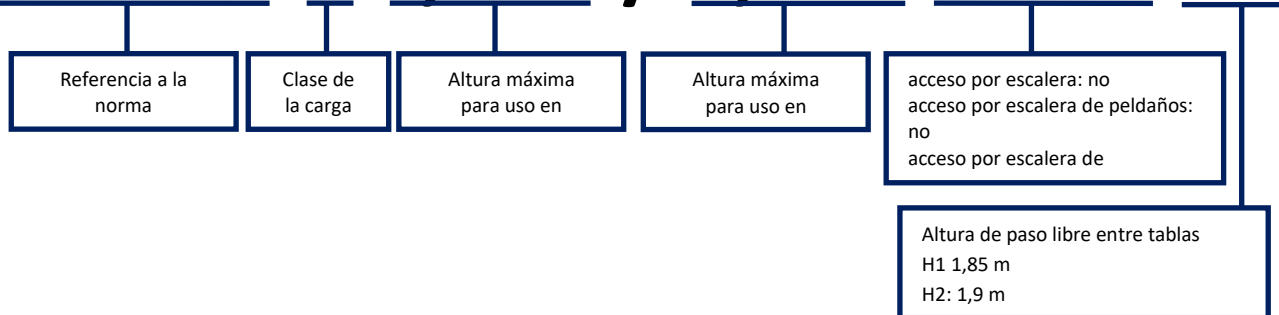 Referencia a la
norma
Clase de
la carga
Altura máxima
para uso en
Altura máxima
para uso en
acceso por escalera: no
acceso por escalera de peldaños:
no
acceso por escalera de
Altura de paso libre entre tablas
H1 1,85 m
H2: 1,9 m